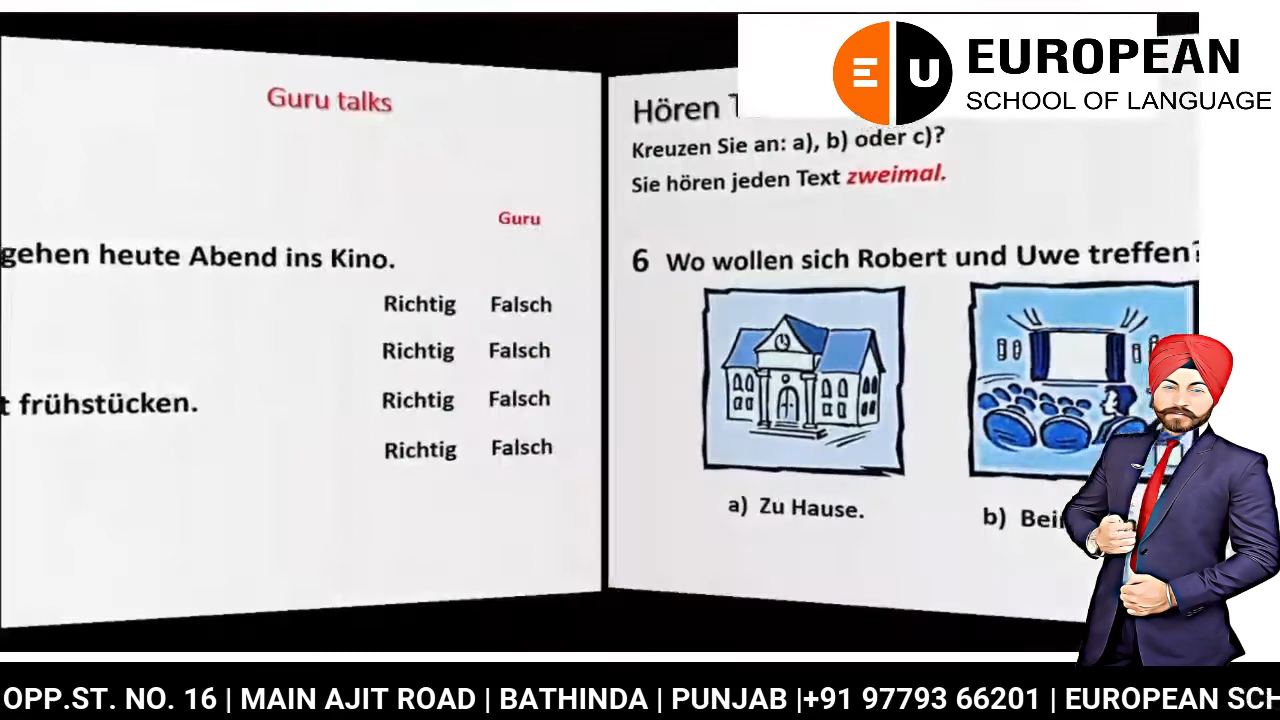 Guru talks
Guru
gehen heute Abend ins Kino.
Richtig Falsch
Richtig Falsch
t frühstücken.
Richtig Falsch
Richtig Falsch
EU EUROPEAN
SCHOOL OF LANGUAGE
Hören
Kreuzen Sie an: a), b) oder c)?
Sie hören jeden Text zweimal.
6 Wo wollen sich Robert und Uwe treffen?
a) Zu Hause.
b)
OPP.ST. NO. 16 | MAIN AJIT ROAD | BATHINDA | PUNJAB |+91 97793 66201 | EUROPEAN SCH